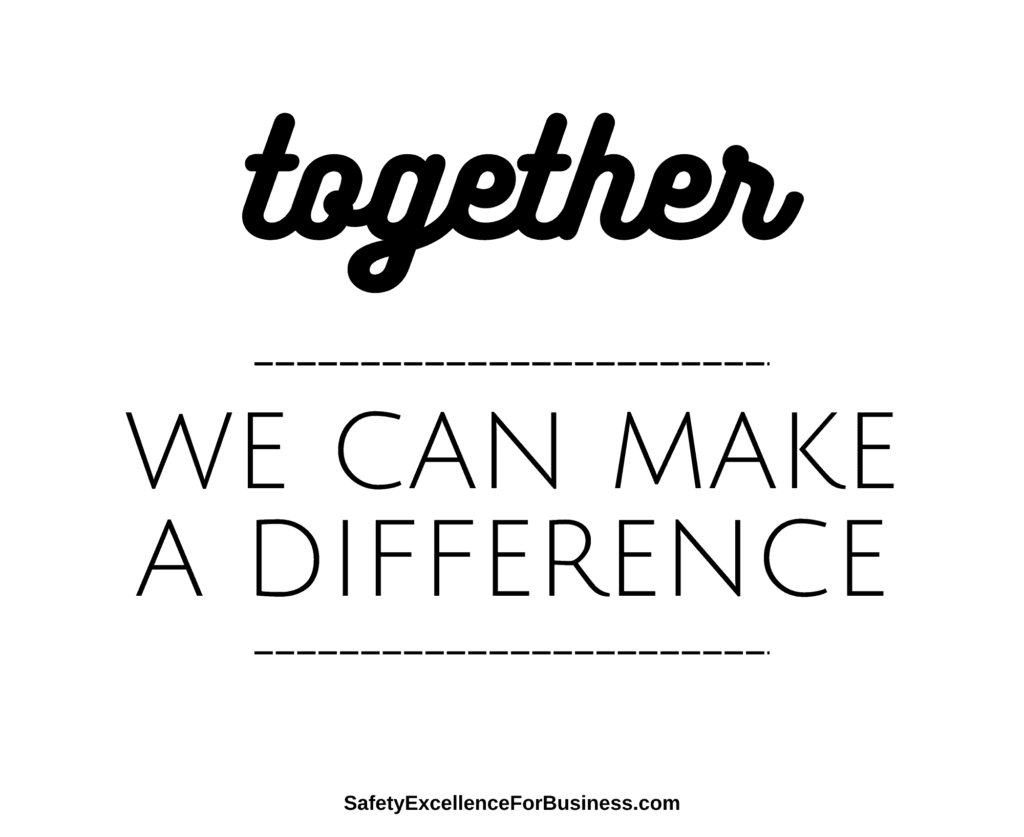 together
WE CAN MAKE
A DIFFERENCE
SafetyExcellenceForBusiness.com